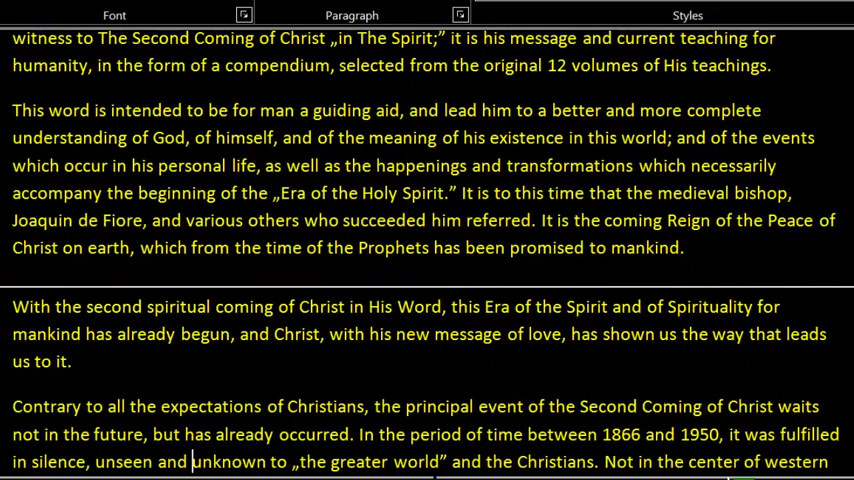 Font
Paragraph
Styles
witness to The Second Coming of Christ „in The Spirit;” it is his message and current teaching for
humanity, in the form of a compendium, selected from the original 12 volumes of His teachings.
This word is intended to be for man a guiding aid, and lead him to a better and more complete
understanding of God, of himself, and of the meaning of his existence in this world; and of the events
which occur in his personal life, as well as the happenings and transformations which necessarily
accompany the beginning of the „Era of the Holy Spirit.” It is to this time that the medieval bishop,
Joaquin de Fiore, and various others who succeeded him referred. It is the coming Reign of the Peace of
Christ on earth, which from the time of the Prophets has been promised to mankind.
With the second spiritual coming of Christ in His Word, this Era of the Spirit and of Spirituality for
mankind has already begun, and Christ, with his new message of love, has shown us the way that leads
us to it.
Contrary to all the expectations of Christians, the principal event of the Second Coming of Christ waits
not in the future, but has already occurred. In the period of time between 1866 and 1950, it was fulfilled
in silence, unseen and unknown to „the greater world” and the Christians. Not in the center of western